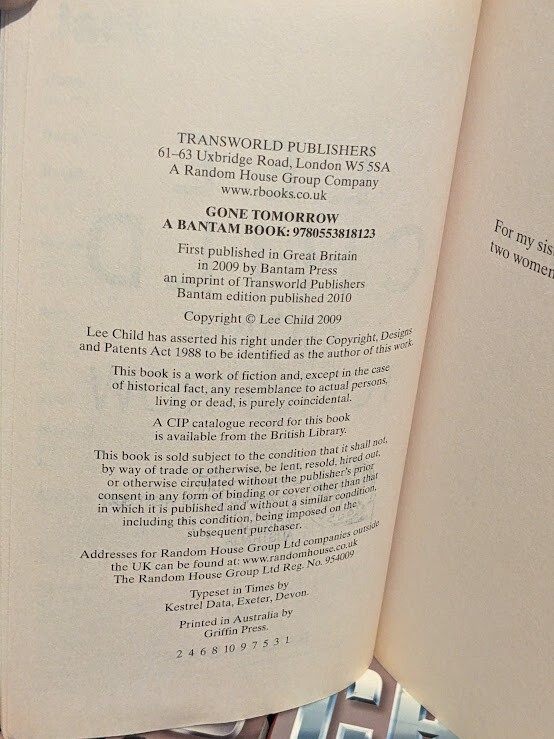 TRANSWORLD PUBLISHERS
61–63 Uxbridge Road, London W5 5SA
A Random House Group Company
www.rbooks.co.uk
GONE TOMORROW
A BANTAM BOOK: 9780553818123
First published in Great Britain
in 2009 by Bantam Press
an imprint of Transworld Publishers
Bantam edition published 2010
Copyright © Lee Child 2009
Lee Child has asserted his right under the Copyright, Designs
and Patents Act 1988 to be identified as the author of this work.
This book is a work of fiction and, except in the case
of historical fact, any resemblance to actual persons,
living or dead, is purely coincidental.
A CIP catalogue record for this book
is available from the British Library.
This book is sold subject to the condition that it shall not,
by way of trade or otherwise, be lent, resold, hired out,
or otherwise circulated without the publisher's prior
consent in any form of binding or cover other than that
in which it is published and without a similar condition,
including this condition, being imposed on the
subsequent purchaser.
Addresses for Random House Group Ltd companies outside
the UK can be found at: www.randomhouse.co.uk
The Random House Group Ltd Reg. No. 954009
Typeset in Times by
Kestrel Data, Exeter, Devon.
Printed in Australia by
Griffin Press.
2 4 6 8 10 9 7 5 3 1
For my sis
two women